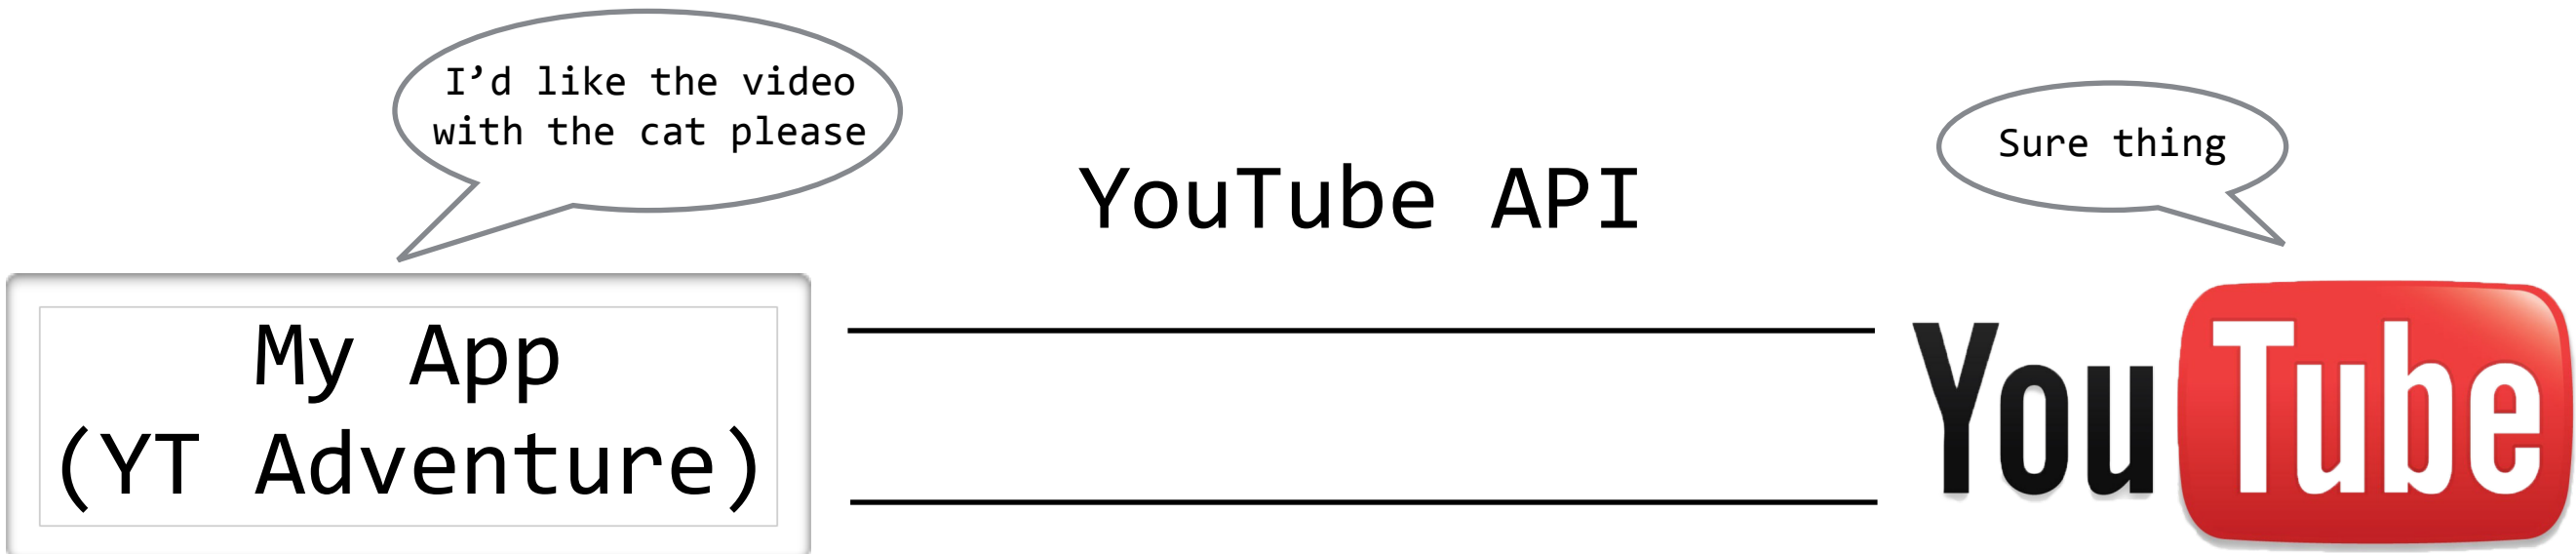 I’d like the video
with the cat please
Sure thing
YouTube API
My App
(YT Adventure)
YouTube